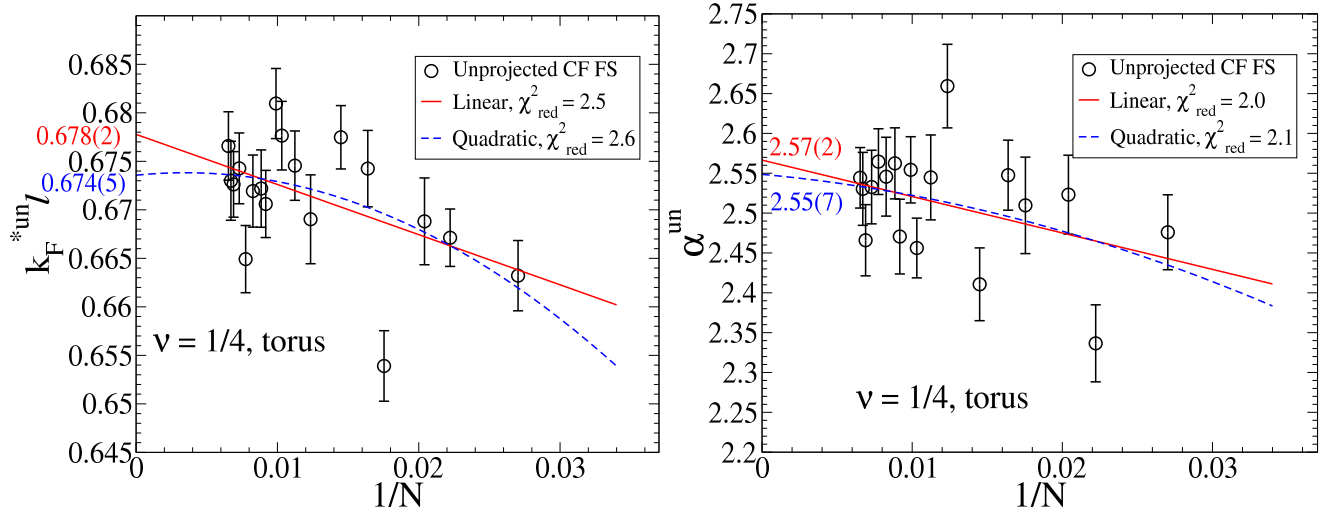 0.685
0.68
0.675
0.67
0.665
0.66
0.655
0.65
0.645
k_F^{*un} ℓ
0.678(2)
0.674(5)
Unprojected CF FS
Linear, χ²_red = 2.5
Quadratic, χ²_red = 2.6
ν = 1/4, torus
0 0.01 0.02 0.03
1/N
2.75
2.7
2.65
2.6
2.55
2.5
2.45
2.4
2.35
2.3
2.25
2.2
α^{un}
2.57(2)
2.55(7)
Unprojected CF FS
Linear, χ²_red = 2.0
Quadratic, χ²_red = 2.1
ν = 1/4, torus
0 0.01 0.02 0.03
1/N